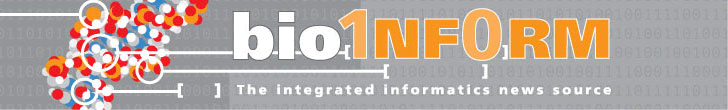 bio1NF0RM
The integrated informatics news source